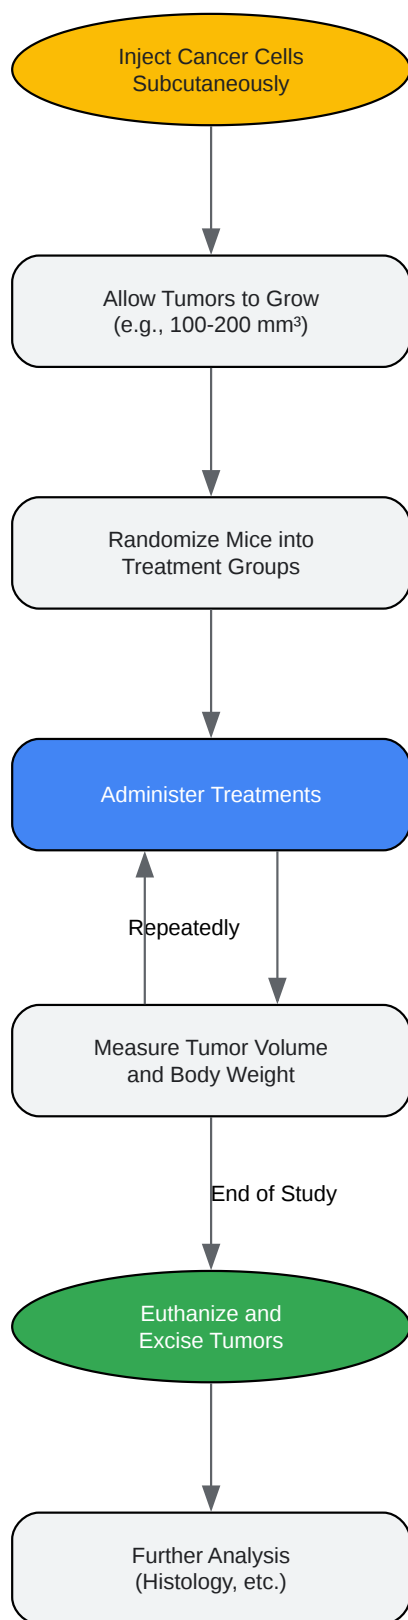 Inject Cancer Cells
Subcutaneously
Allow Tumors to Grow
(e.g., 100-200 mm³)
Randomize Mice into
Treatment Groups
Administer Treatments
Repeatedly
Measure Tumor Volume
and Body Weight
End of Study
Euthanize and
Excise Tumors
Further Analysis
(Histology, etc.)